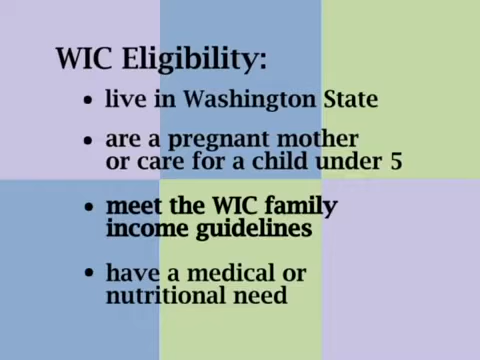 WIC Eligibility:
• live in Washington State
• are a pregnant mother
or care for a child under 5
• meet the WIC family
income guidelines
• have a medical or
nutritional need